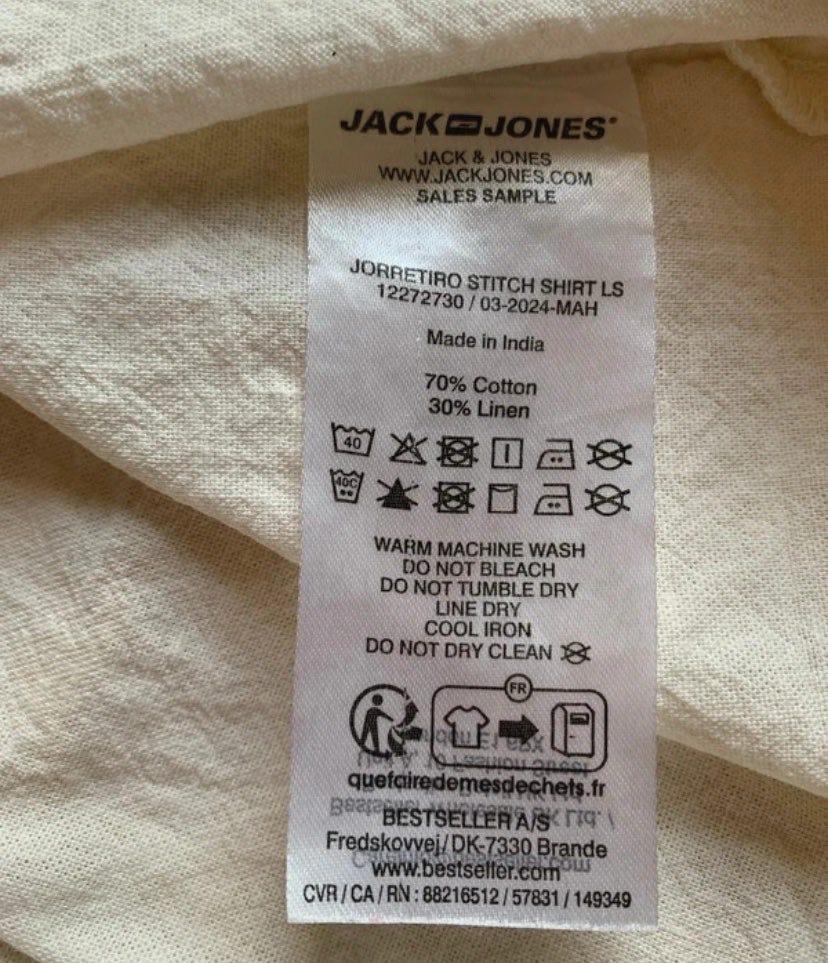 JACK JONES®
JACK & JONES
WWW.JACKJONES.COM
SALES SAMPLE
JORRETIRO STITCH SHIRT LS
12272730 / 03-2024-MAH
Made in India
70% Cotton
30% Linen
40
40C
WARM MACHINE WASH
DO NOT BLEACH
DO NOT TUMBLE DRY
LINE DRY
COOL IRON
DO NOT DRY CLEAN
FR
quefairedemesdechets.fr
BESTSELLER A/S
Fredskovvej / DK-7330 Brande
www.bestseller.com
CVR / CA / RN : 88216512 / 57831 / 149349